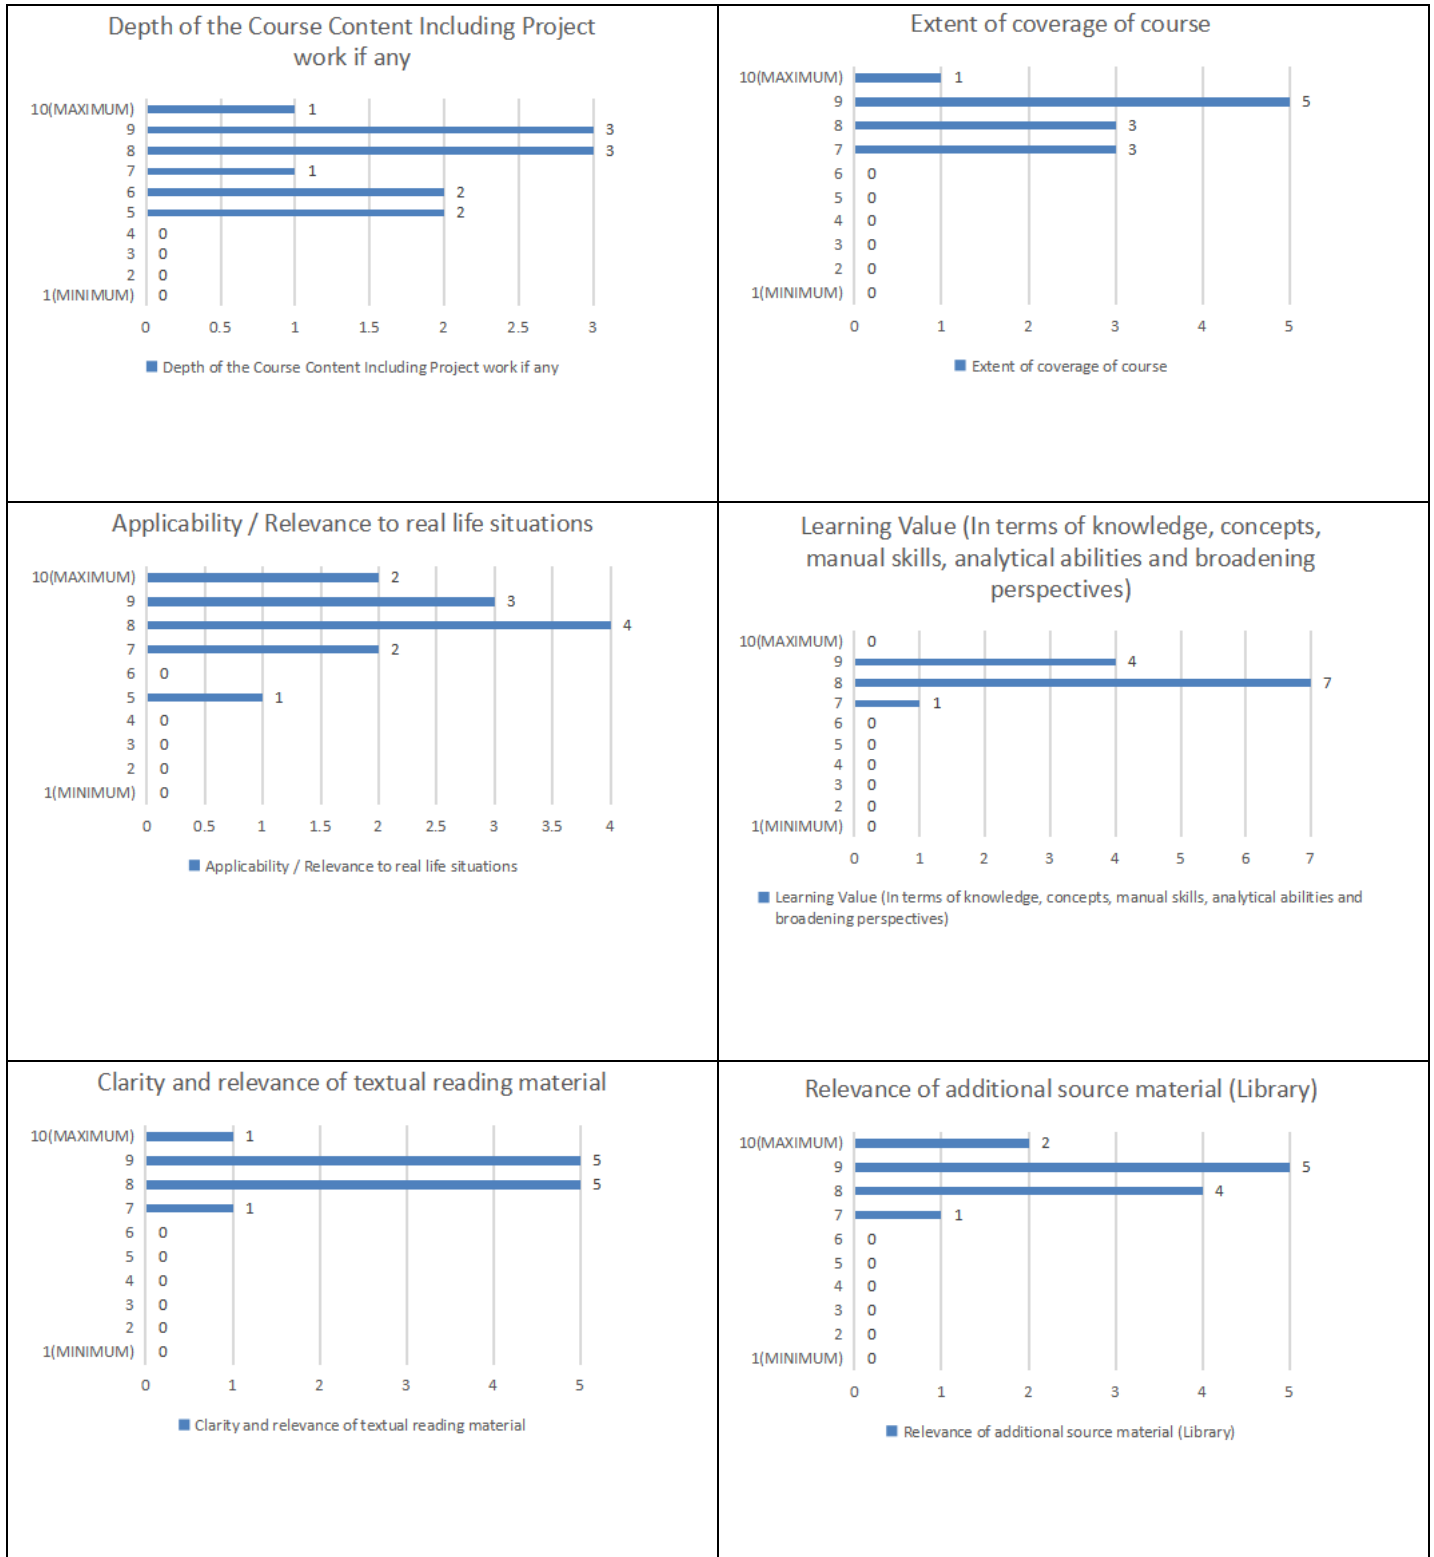 Depth of the Course Content Including Project
work if any
10(MAXIMUM) 1
9 3
8 3
7 1
6 2
5 2
4 0
3 0
2 0
1(MINIMUM) 0
0 0.5 1 1.5 2 2.5 3
Depth of the Course Content Including Project work if any
Extent of coverage of course
10(MAXIMUM) 1
9 5
8 3
7 3
6 0
5 0
4 0
3 0
2 0
1(MINIMUM) 0
0 1 2 3 4 5
Extent of coverage of course
Applicability / Relevance to real life situations
10(MAXIMUM) 2
9 3
8 4
7 2
6 0
5 1
4 0
3 0
2 0
1(MINIMUM) 0
0 0.5 1 1.5 2 2.5 3 3.5 4
Applicability / Relevance to real life situations
Learning Value (In terms of knowledge, concepts,
manual skills, analytical abilities and broadening
perspectives)
10(MAXIMUM) 0
9 4
8 7
7 1
6 0
5 0
4 0
3 0
2 0
1(MINIMUM) 0
0 1 2 3 4 5 6 7
Learning Value (In terms of knowledge, concepts, manual skills, analytical abilities and
broadening perspectives)
Clarity and relevance of textual reading material
10(MAXIMUM) 1
9 5
8 5
7 1
6 0
5 0
4 0
3 0
2 0
1(MINIMUM) 0
0 1 2 3 4 5
Clarity and relevance of textual reading material
Relevance of additional source material (Library)
10(MAXIMUM) 2
9 5
8 4
7 1
6 0
5 0
4 0
3 0
2 0
1(MINIMUM) 0
0 1 2 3 4 5
Relevance of additional source material (Library)